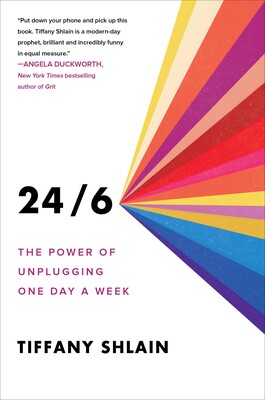 "Put down your phone and pick up this
book. Tiffany Shlain is a modern-day
prophet, brilliant and incredibly funny
in equal measure."
—ANGELA DUCKWORTH,
New York Times bestselling
author of Grit
24/6
THE POWER OF
UNPLUGGING
ONE DAY A WEEK
TIFFANY SHLAIN